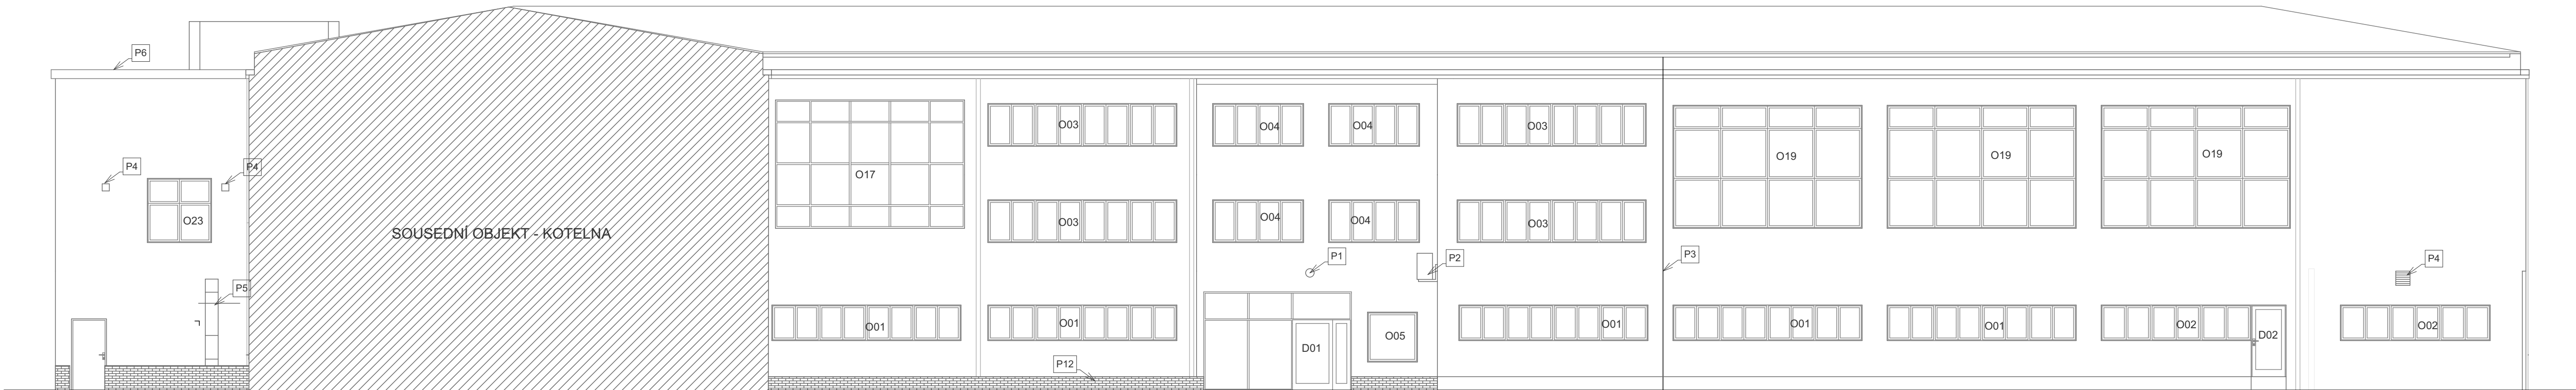 P6
P4
P4
O23
P5
SOUSEDNÍ OBJEKT - KOTELNA
O17
O01
O03
O03
O01
P12
O04
O04
O04
O04
P1
P2
D01
O05
O03
O03
O01
P3
O19
O19
O19
O01
O01
O02
D02
P4
O02